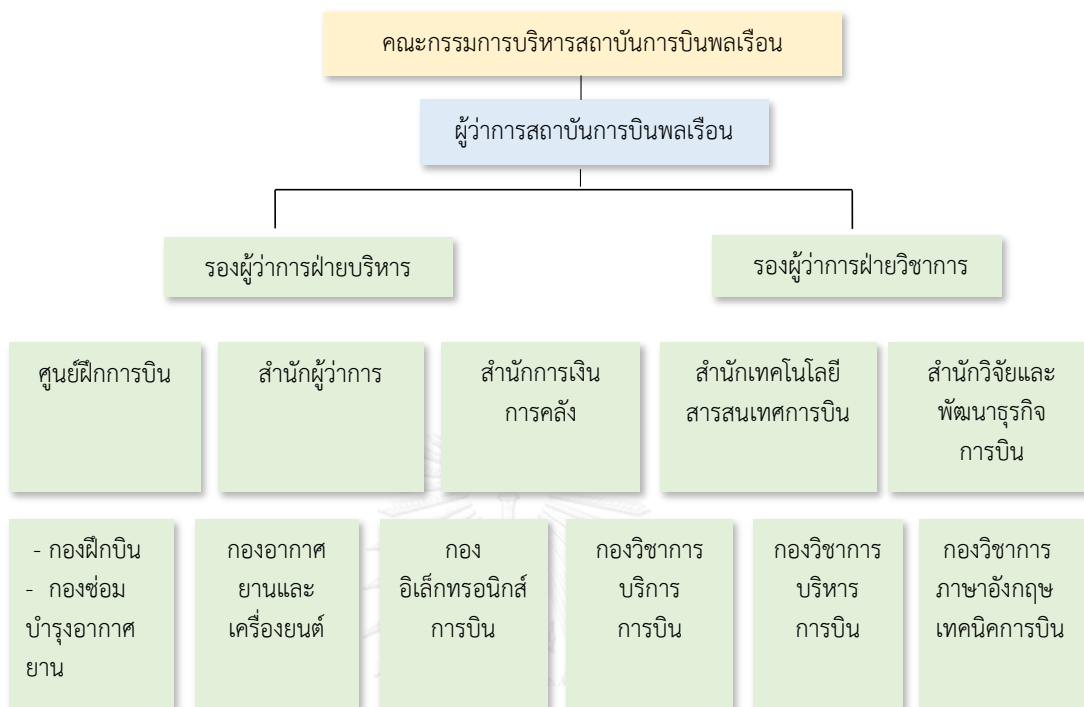 คณะกรรมการบริหารสถาบันการบินพลเรือน
ผู้ว่าการสถาบันการบินพลเรือน
รองผู้ว่าการฝ่ายบริหาร
รองผู้ว่าการฝ่ายวิชาการ
ศูนย์ฝึกการบิน
สำนักผู้ว่าการ
สำนักการเงิน
การคลัง
สำนักเทคโนโลยี
สารสนเทศการบิน
สำนักวิจัยและ
พัฒนาธุรกิจ
การบิน
- กองฝึกบิน
- กองซ่อม
บำรุงอากาศ
ยาน
กองอากาศ
ยานและ
เครื่องยนต์
กอง
อิเล็กทรอนิกส์
การบิน
กองวิชาการ
บริการ
การบิน
กองวิชาการ
บริหาร
การบิน
กองวิชาการ
ภาษาอังกฤษ
เทคนิคการบิน